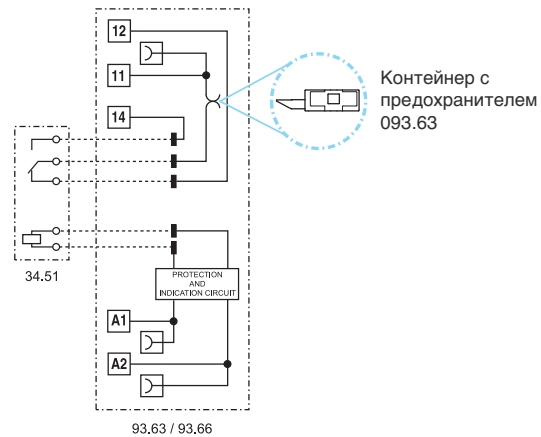 12
11
14
Контейнер с
предохранителем
093.63
34.51
PROTECTION
AND
INDICATION CIRCUIT
A1
A2
93.63 / 93.66